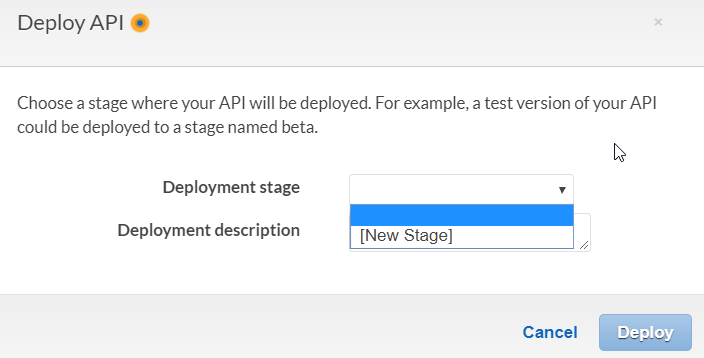 Deploy API
Choose a stage where your API will be deployed. For example, a test version of your API
could be deployed to a stage named beta.
Deployment stage
Deployment description
[New Stage]
Cancel
Deploy